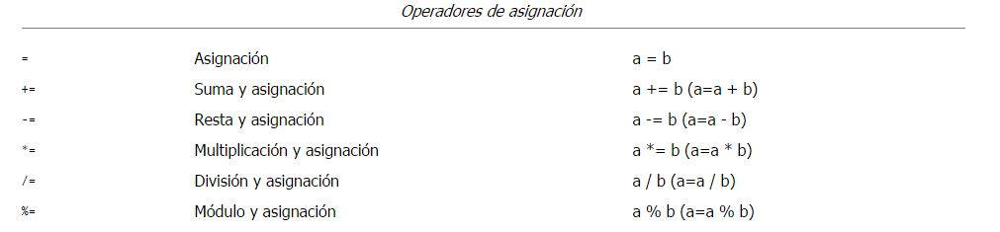 Operadores de asignación
= Asignación a = b
+= Suma y asignación a += b (a=a + b)
-= Resta y asignación a -= b (a=a - b)
*= Multiplicación y asignación a *= b (a=a * b)
/= División y asignación a / b (a=a / b)
%= Módulo y asignación a % b (a=a % b)